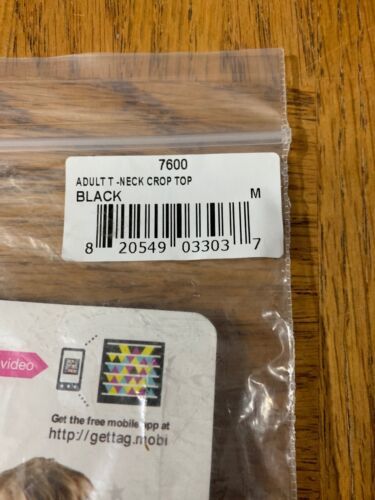 7600
ADULT T -NECK CROP TOP
BLACK M
8 20549 03303 7
video
Get the free mobile app at
http://gettag.mobi